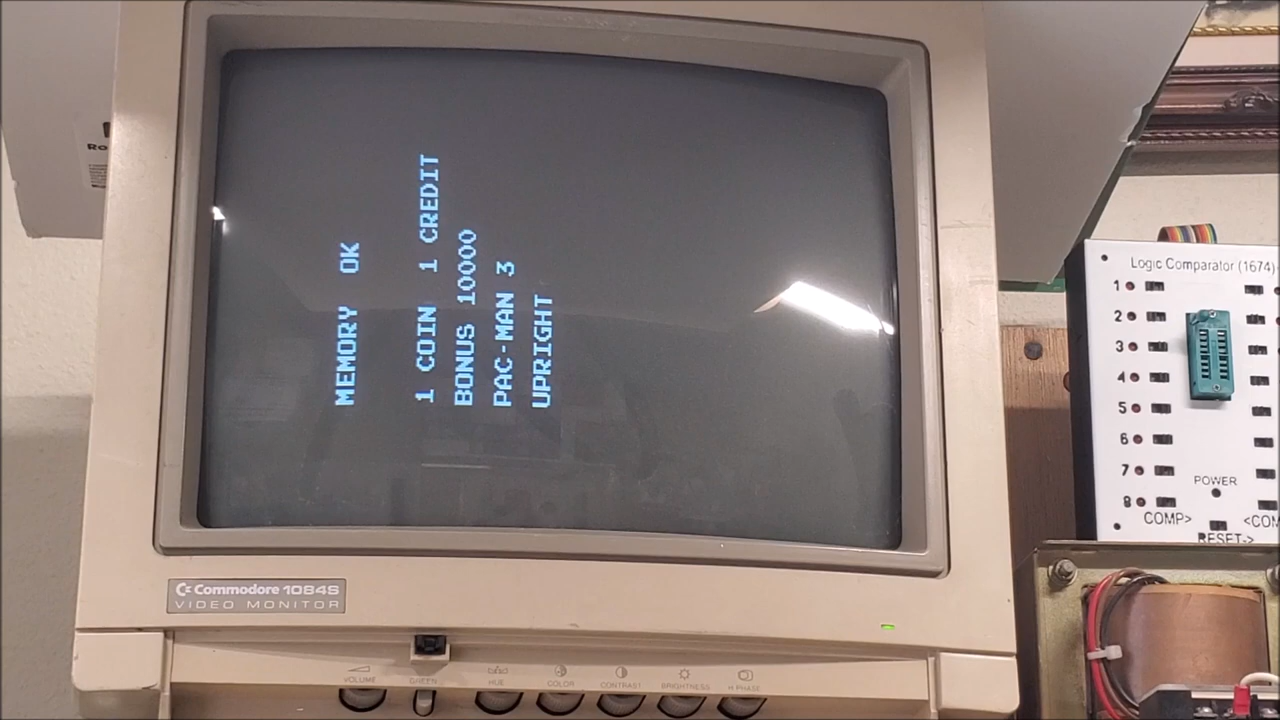 MEMORY OK
1 COIN 1 CREDIT
BONUS 10000
PAC-MAN 3
UPRIGHT
Commodore 1084S
VIDEO MONITOR
VOLUME GREEN HUE COLOR CONTRAST BRIGHTNESS H.PHASE
Logic Comparator (1674)
1
2
3
4
5
6
7
8
POWER
COMP>
RESET->